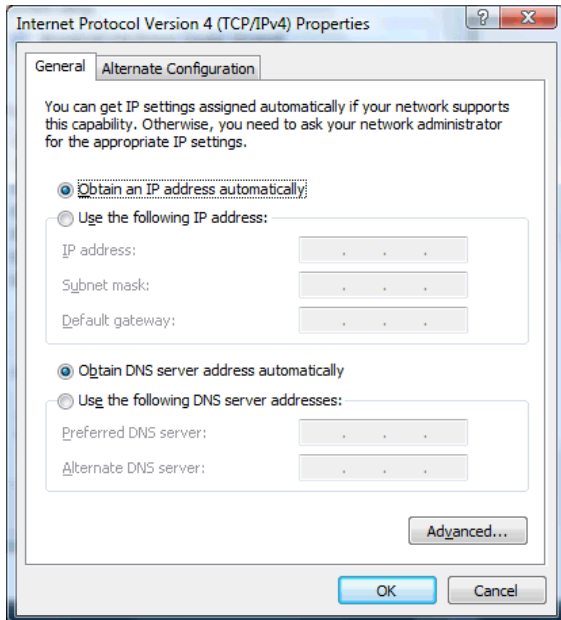 Internet Protocol Version 4 (TCP/IPv4) Properties
General
Alternate Configuration
You can get IP settings assigned automatically if your network supports
this capability. Otherwise, you need to ask your network administrator
for the appropriate IP settings.
Obtain an IP address automatically
Use the following IP address:
IP address:
Subnet mask:
Default gateway:
Obtain DNS server address automatically
Use the following DNS server addresses:
Preferred DNS server:
Alternate DNS server:
Advanced...
OK
Cancel